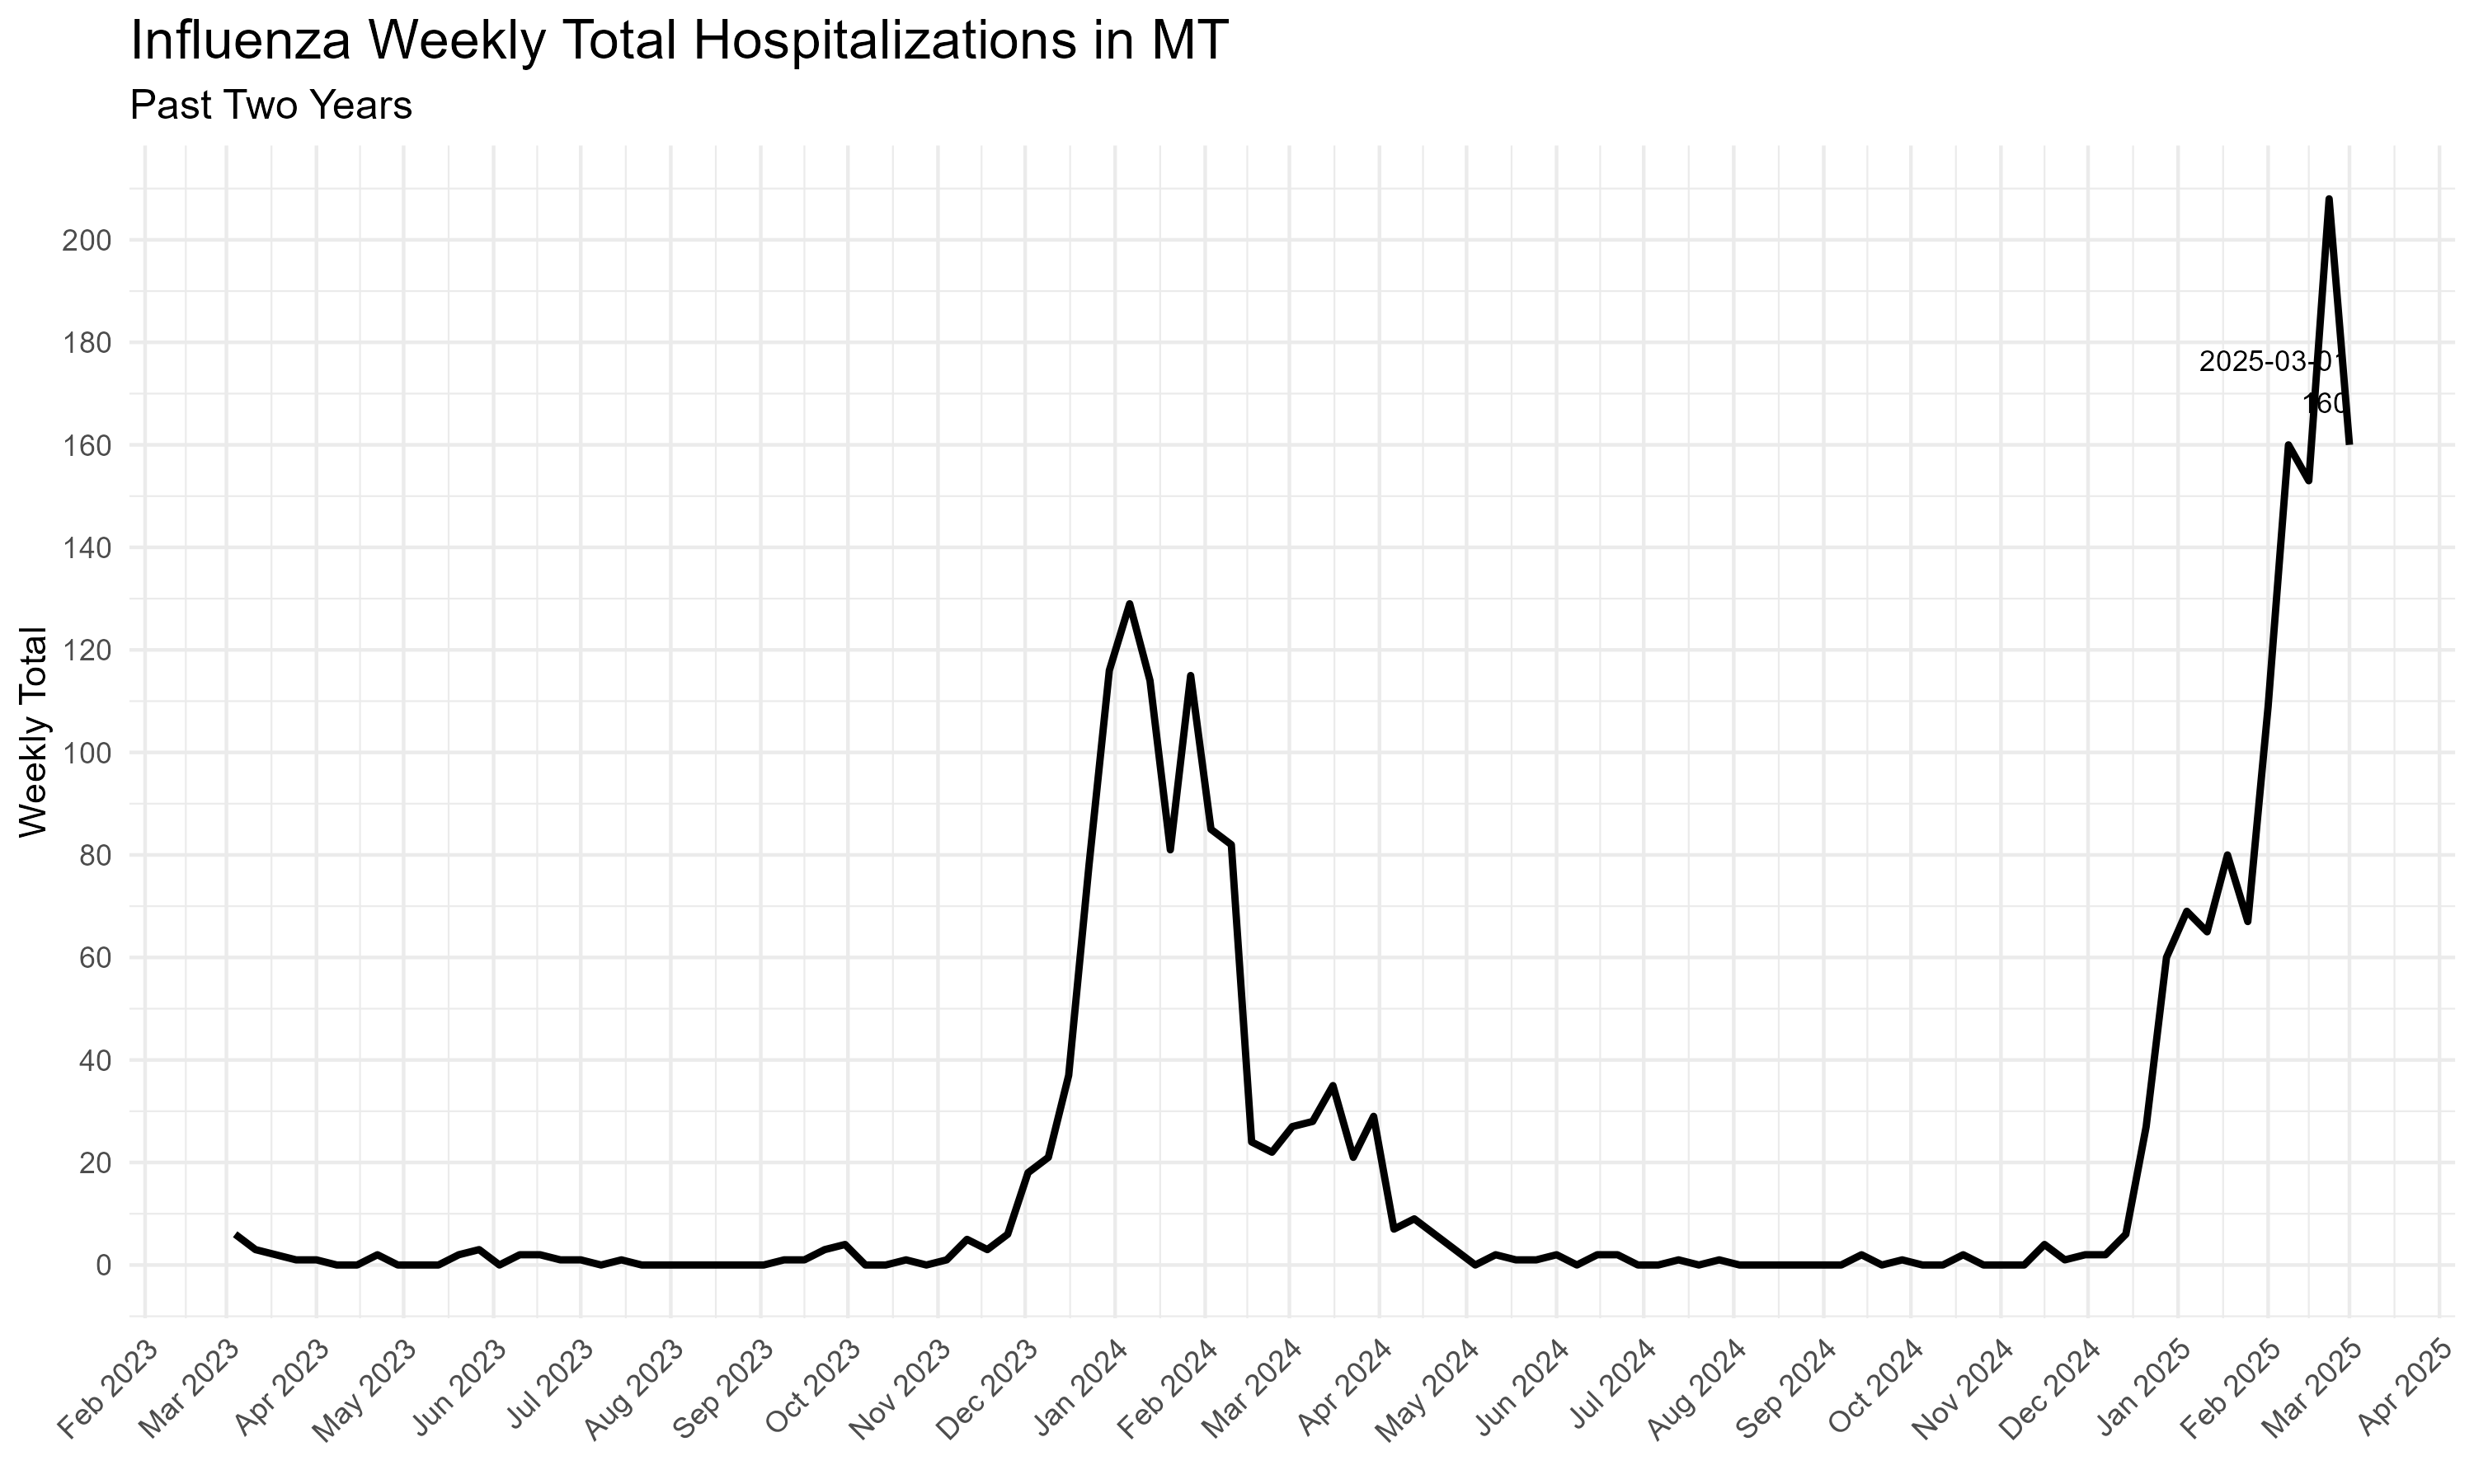 Influenza Weekly Total Hospitalizations in MT
Past Two Years
Weekly Total
200
180
160
140
120
100
80
60
40
20
0
2025-03-01
160
Feb 2023
Mar 2023
Apr 2023
May 2023
Jun 2023
Jul 2023
Aug 2023
Sep 2023
Oct 2023
Nov 2023
Dec 2023
Jan 2024
Feb 2024
Mar 2024
Apr 2024
May 2024
Jun 2024
Jul 2024
Aug 2024
Sep 2024
Oct 2024
Nov 2024
Dec 2024
Jan 2025
Feb 2025
Mar 2025
Apr 2025